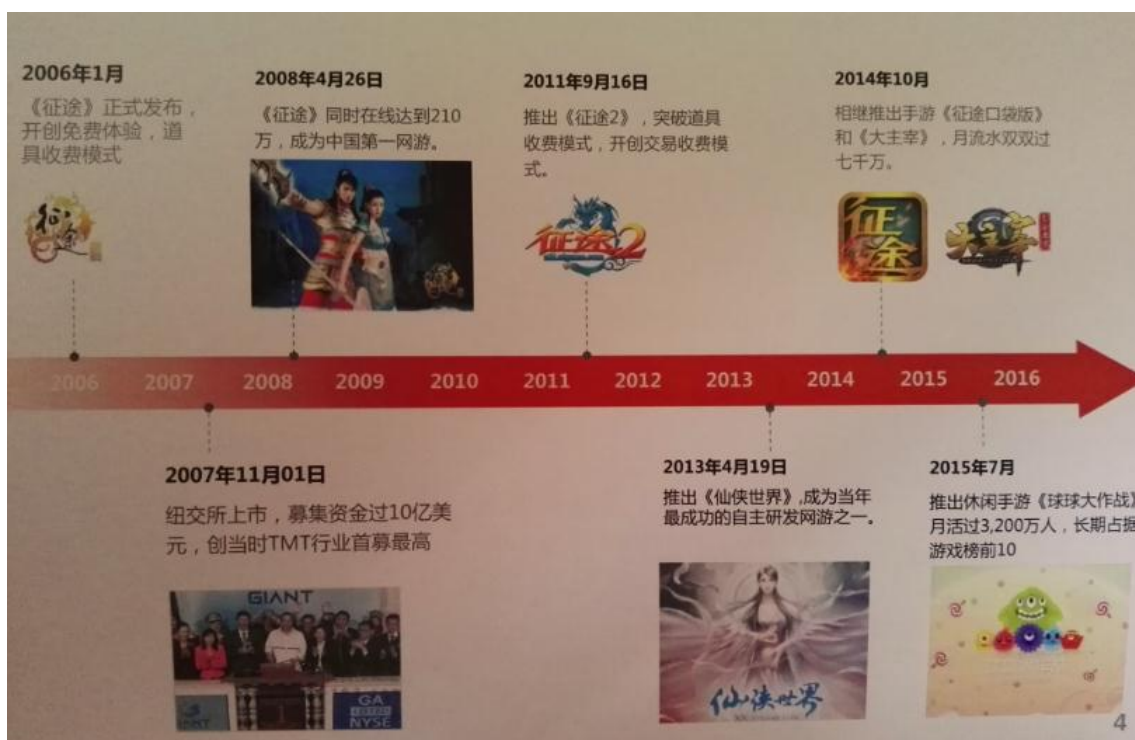 2006年1月
《征途》正式发布，
开创免费体验，道
具收费模式
征途
2008年4月26日
《征途》同时在线达到210
万，成为中国第一网游。
2011年9月16日
推出《征途2》，突破道具
收费模式，开创交易收费模
式。
征途2
2014年10月
相继推出手游《征途口袋版》
和《大主宰》，月流水双双过
七千万。
征途
大主宰
2006 2007 2008 2009 2010 2011 2012 2013 2014 2015 2016
2007年11月01日
纽交所上市，募集资金过10亿美
元，创当时TMT行业首募最高
GIANT
GA
NYSE
2013年4月19日
推出《仙侠世界》,成为当年
最成功的自主研发网游之一。
仙侠世界
2015年7月
推出休闲手游《球球大作战》
月活过3,200万人，长期占据
游戏榜前10
4